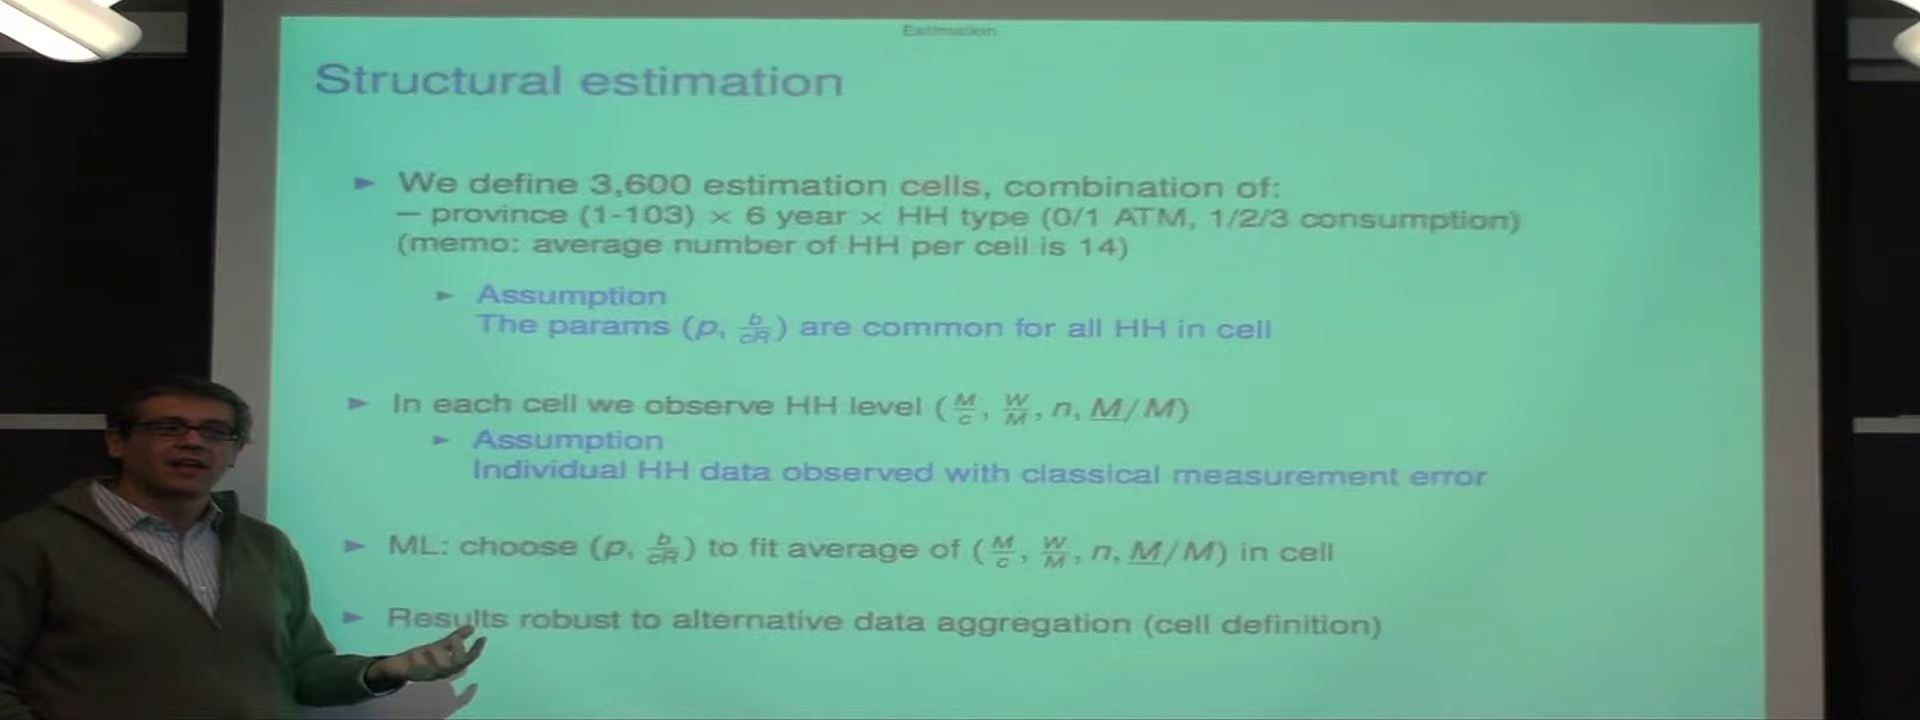 Estimation
Structural estimation
► We define 3,600 estimation cells, combination of:
– province (1-103) × 6 year × HH type (0/1 ATM, 1/2/3 consumption)
(memo: average number of HH per cell is 14)
► Assumption
The params (p, b/cR) are common for all HH in cell
► In each cell we observe HH level (M/c, W/M, n, M̲/M)
► Assumption
Individual HH data observed with classical measurement error
► ML: choose (p, b/cR) to fit average of (M/c, W/M, n, M̲/M) in cell
► Results robust to alternative data aggregation (cell definition)